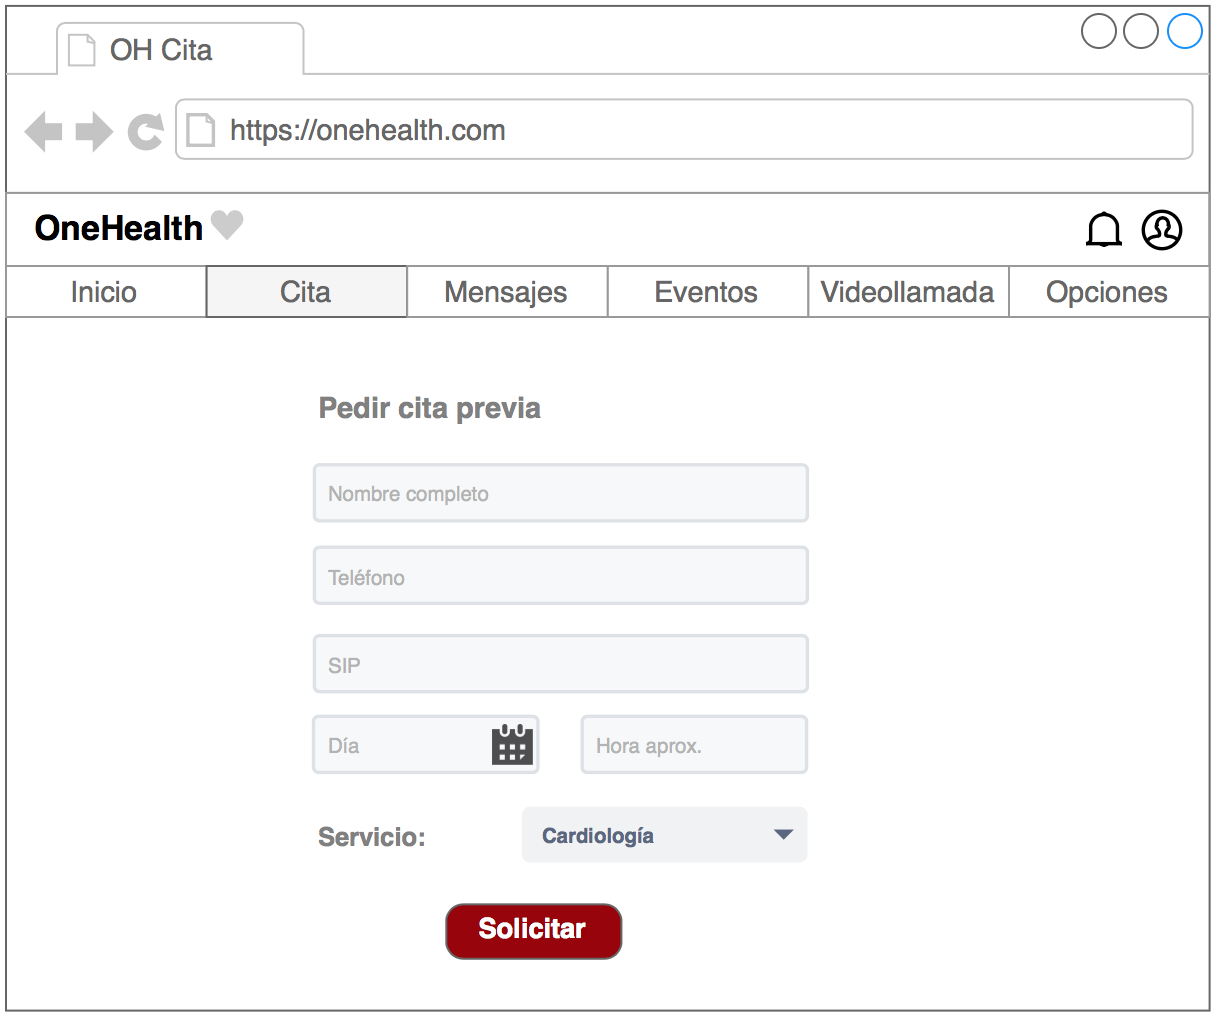 OH Cita
https://onehealth.com
OneHealth
Inicio Cita Mensajes Eventos Videollamada Opciones
Pedir cita previa
Nombre completo
Teléfono
SIP
Día Hora aprox.
Servicio: Cardiología
Solicitar